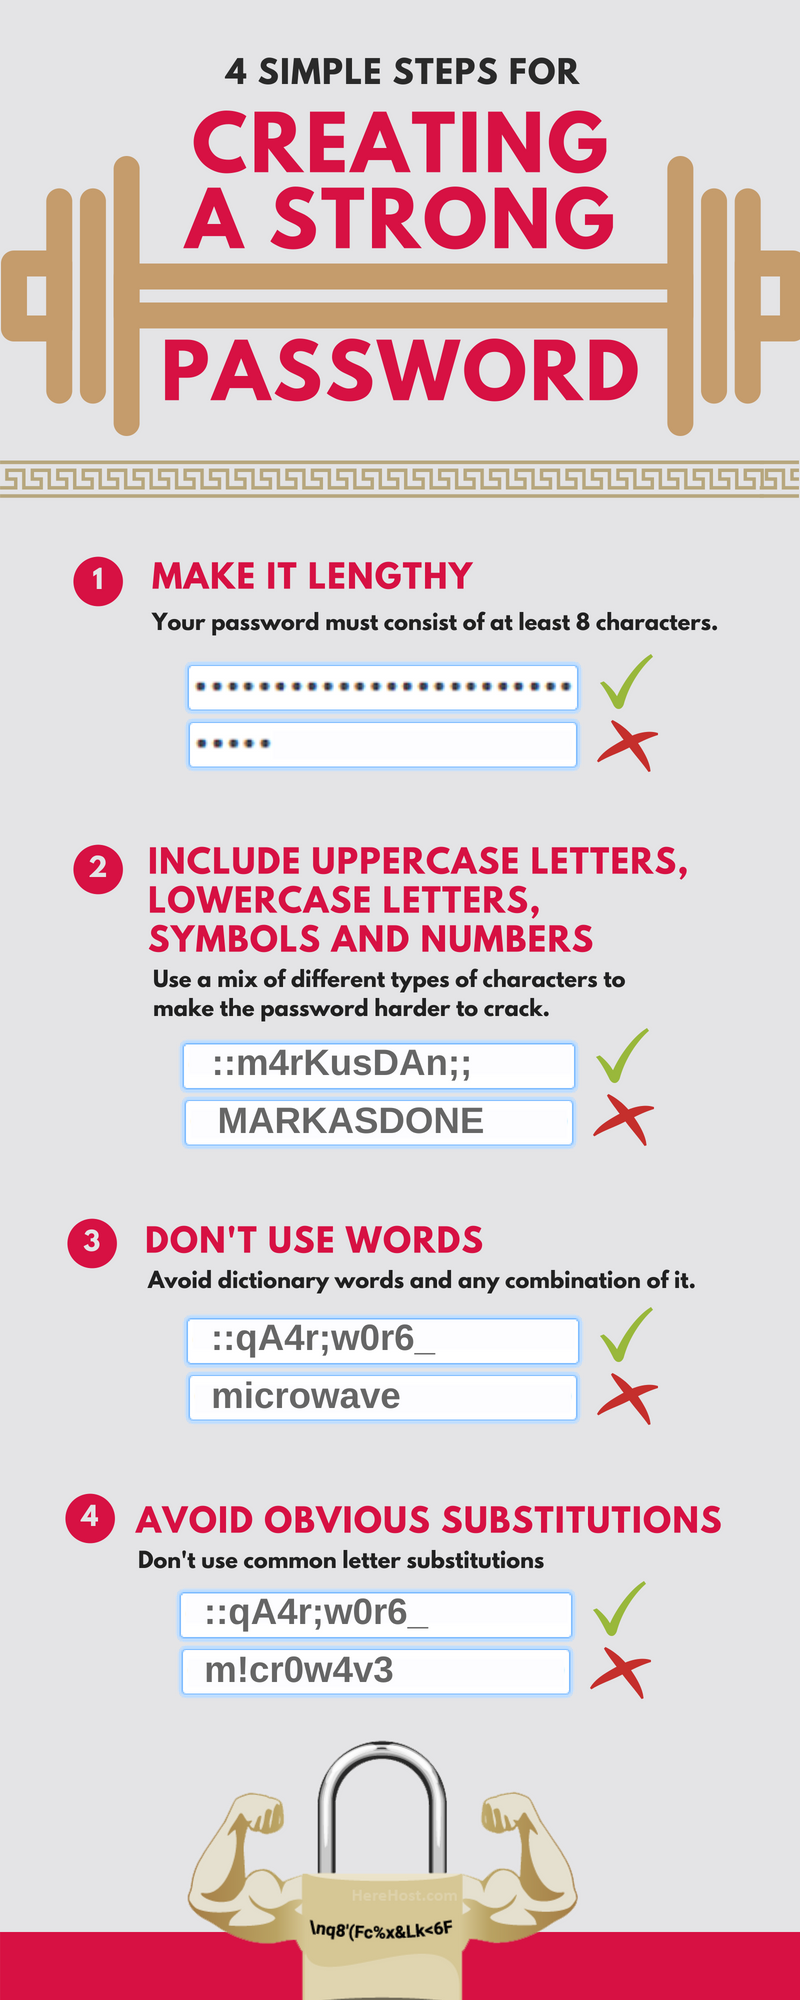 4 SIMPLE STEPS FOR
CREATING
A STRONG
PASSWORD
1 MAKE IT LENGTHY
Your password must consist of at least 8 characters.
2 INCLUDE UPPERCASE LETTERS,
LOWERCASE LETTERS,
SYMBOLS AND NUMBERS
Use a mix of different types of characters to
make the password harder to crack.
::m4rKusDAn;;
MARKASDONE
3 DON'T USE WORDS
Avoid dictionary words and any combination of it.
::qA4r;w0r6_
microwave
4 AVOID OBVIOUS SUBSTITUTIONS
Don't use common letter substitutions
::qA4r;w0r6_
m!cr0w4v3
HereHost.com
\nq8'(Fc%x&Lk<6F